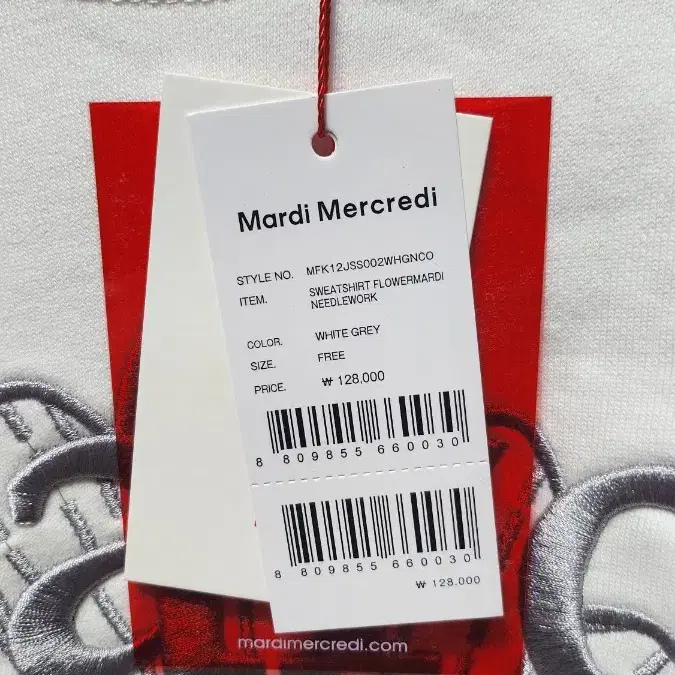 Mardi Mercredi
STYLE NO. MFK12JSS002WHGNCO
ITEM. SWEATSHIRT FLOWERMARDI
NEEDLEWORK
COLOR. WHITE GREY
SIZE. FREE
PRICE. ₩ 128,000
8 809855 660030
8 809855 660030
₩ 128,000
mardimercredi.com